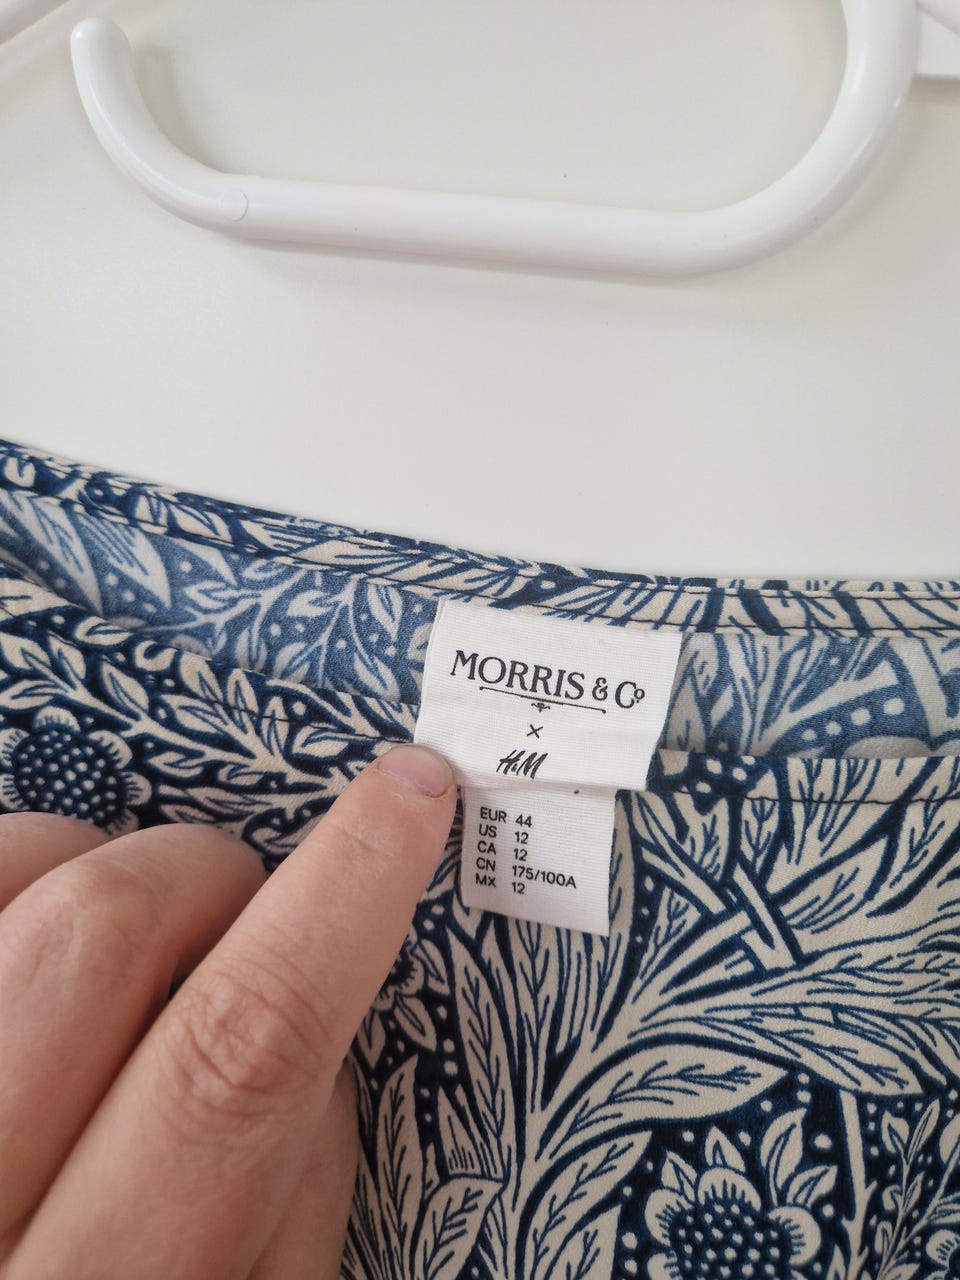 MORRIS & Co
×
H&M
EUR 44
US 12
CA 12
CN 175/100A
MX 12